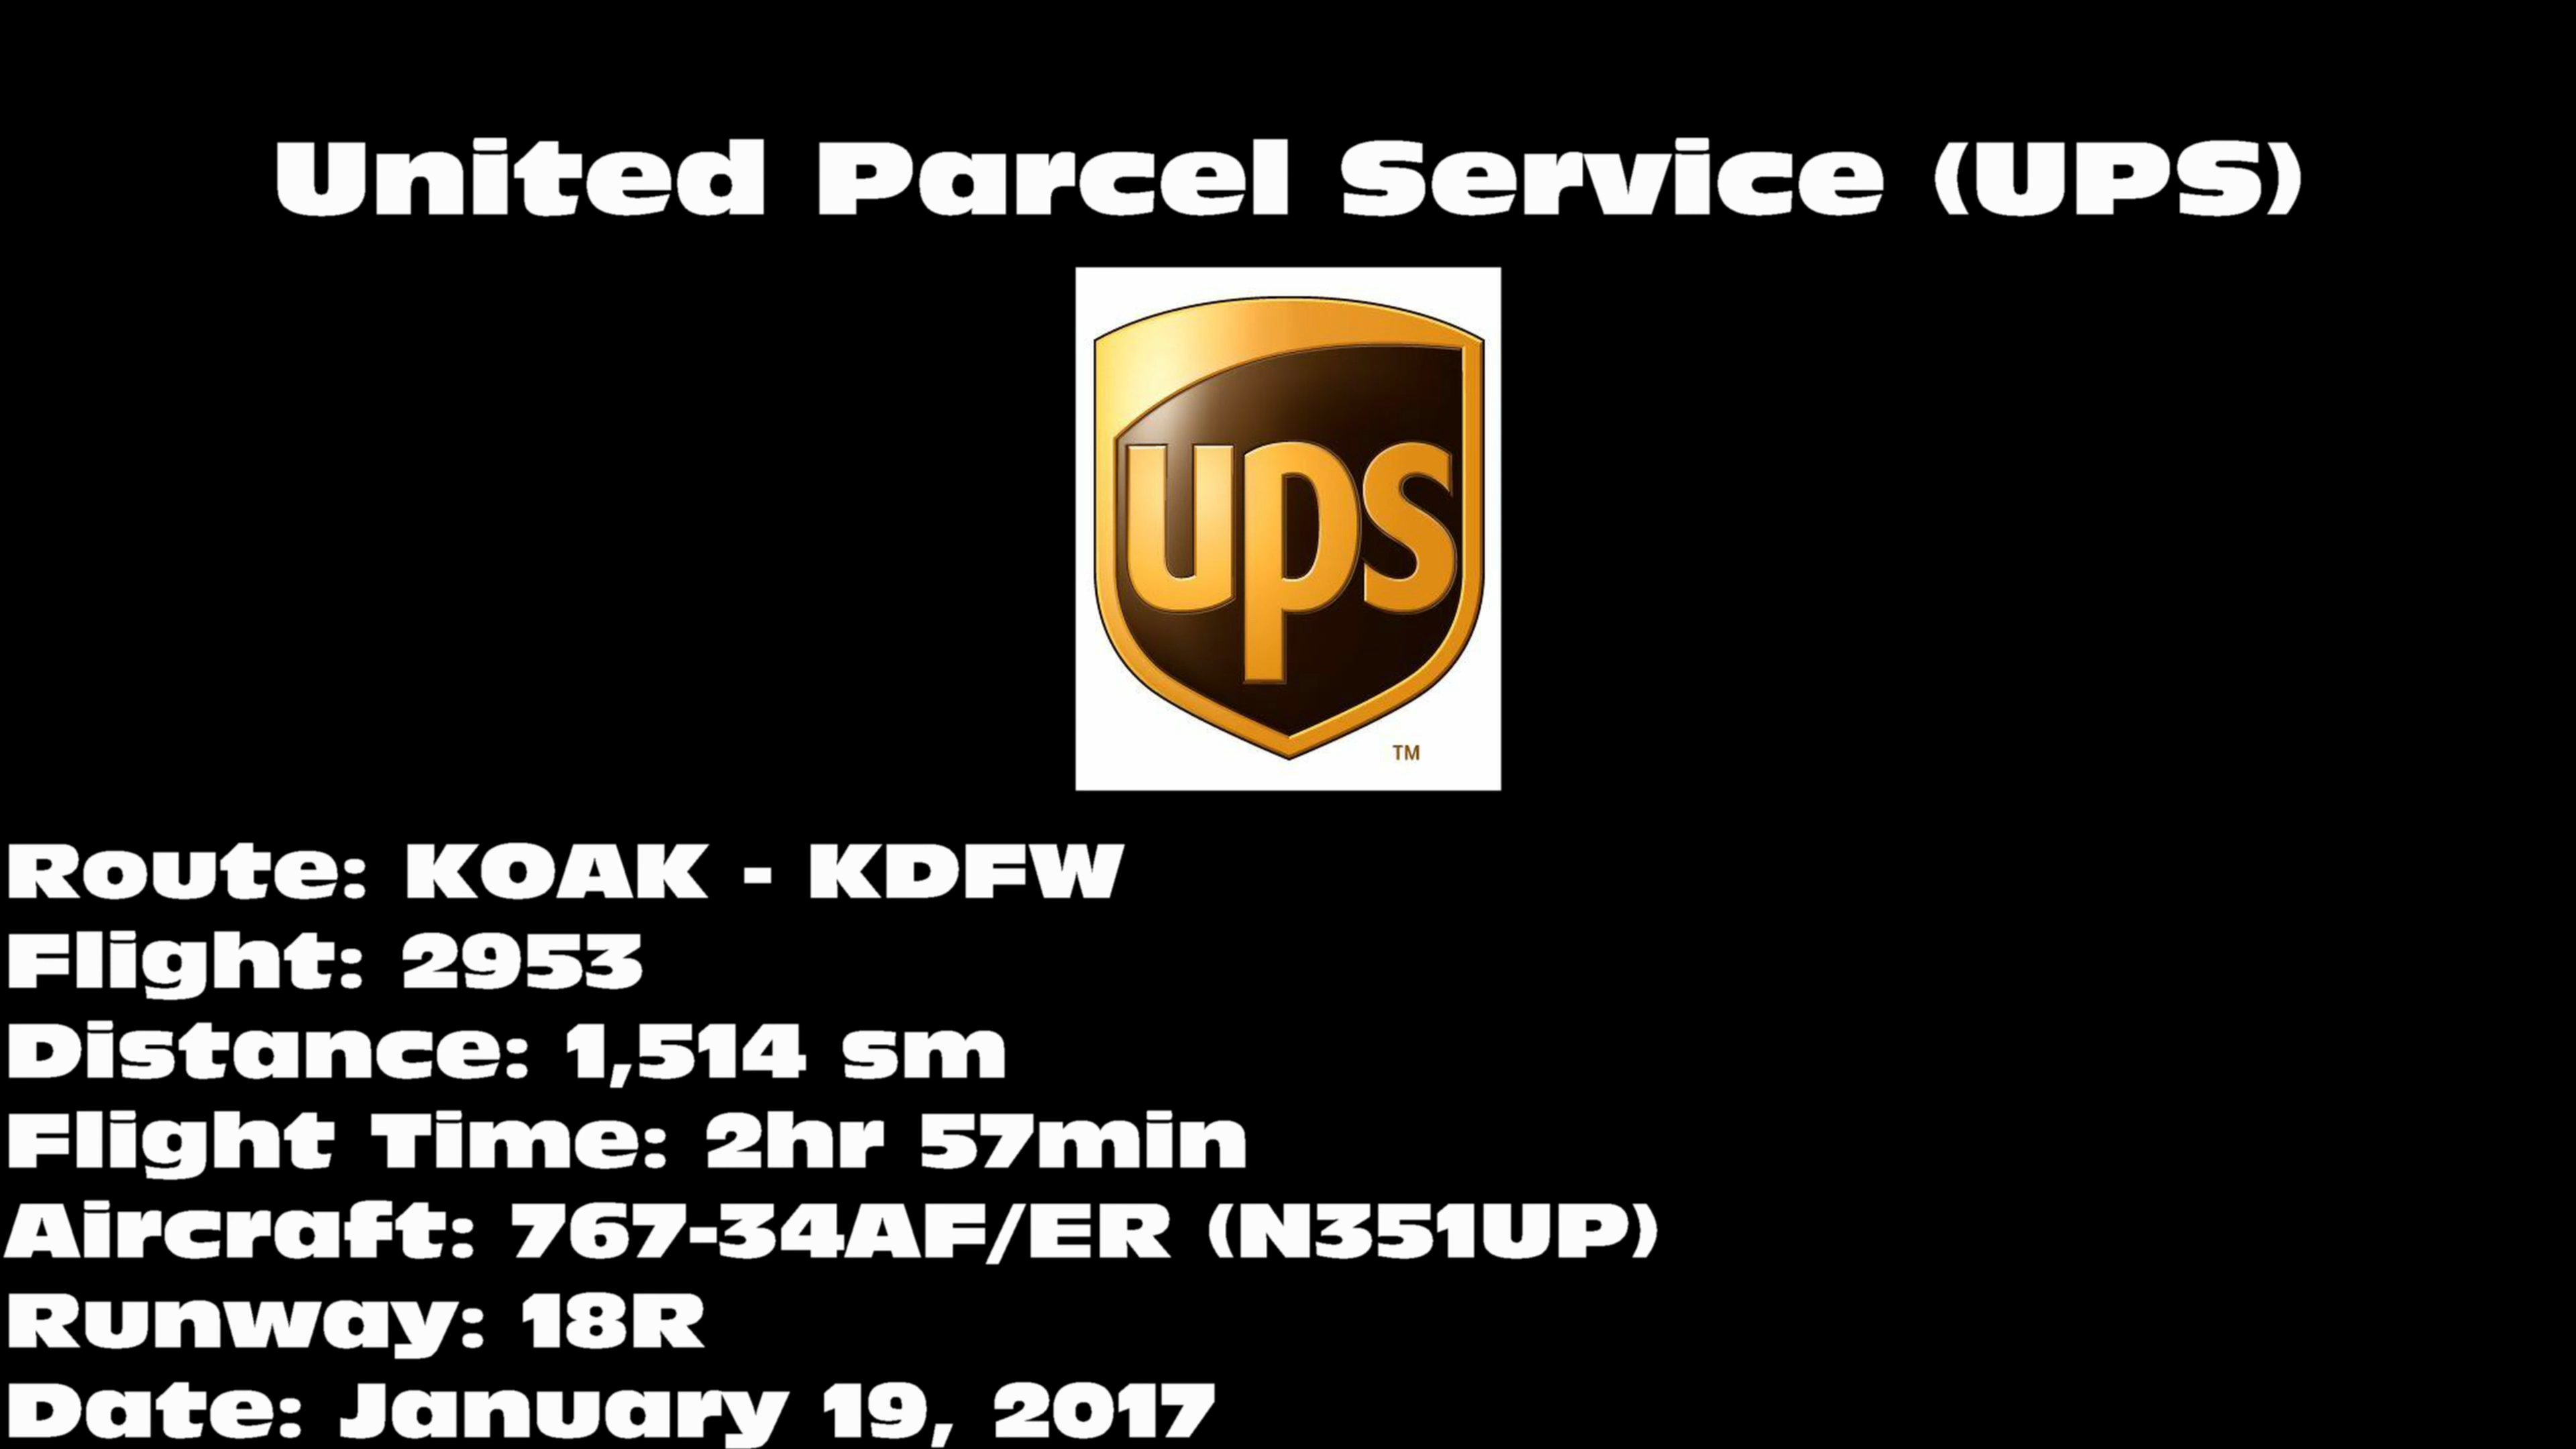 United Parcel Service (UPS)
ups
TM
Route: KOAK - KDFW
Flight: 2953
Distance: 1,514 sm
Flight Time: 2hr 57min
Aircraft: 767-34AF/ER (N351UP)
Runway: 18R
Date: January 19, 2017